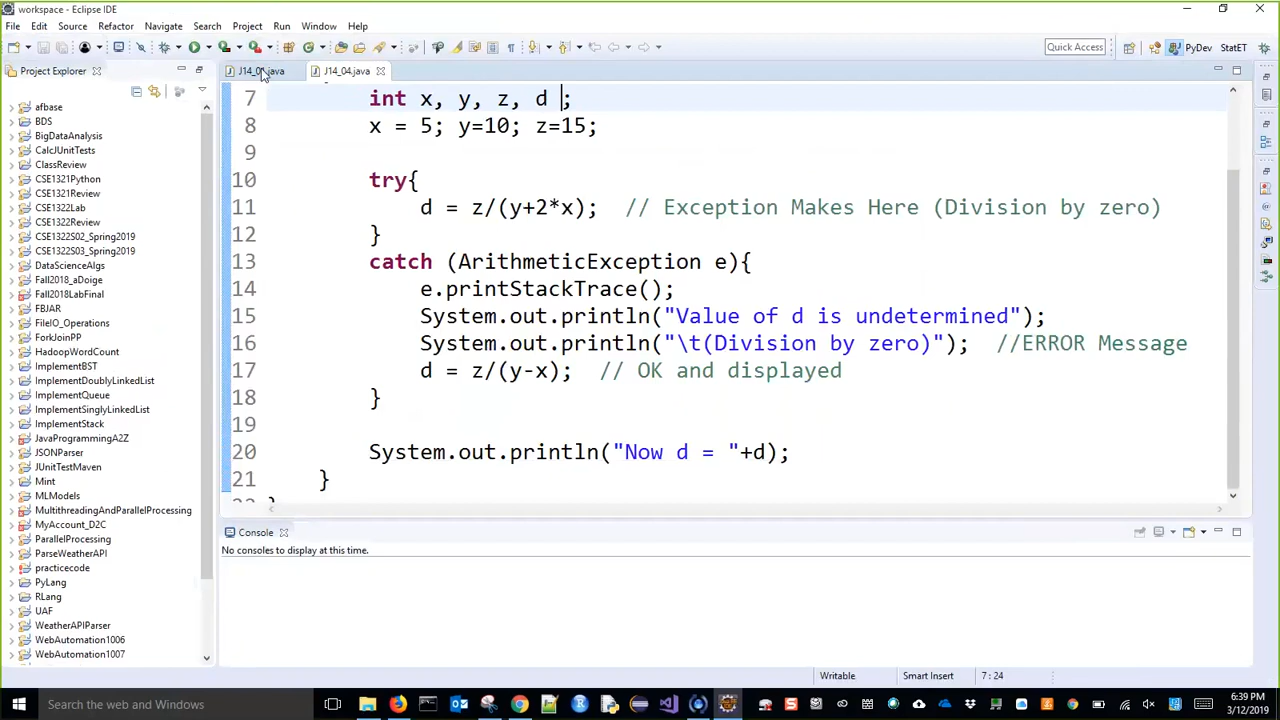 workspace - Eclipse IDE
File Edit Source Refactor Navigate Search Project Run Window Help
Quick Access
PyDev
StatET
Project Explorer
J14_0 .java
J14_04.java
afbase
BDS
BigDataAnalysis
CalcJUnitTests
ClassReview
CSE1321Python
CSE1321Review
CSE1322Lab
CSE1322Review
CSE1322S02_Spring2019
CSE1322S03_Spring2019
DataScienceAlgs
Fall2018_aDoige
Fall2018LabFinal
FBJAR
FileIO_Operations
ForkJoinPP
HadoopWordCount
ImplementBST
ImplementDoublyLinkedList
ImplementQueue
ImplementSinglyLinkedList
ImplementStack
JavaProgrammingA2Z
JSONParser
JUnitTestMaven
Mint
MLModels
MultithreadingAndParallelProcessing
MyAccount_D2C
ParallelProcessing
ParseWeatherAPI
practicecode
PyLang
RLang
UAF
WeatherAPIParser
WebAutomation1006
WebAutomation1007
7 int x, y, z, d ;
8 x = 5; y=10; z=15;
9
10 try{
11 d = z/(y+2*x); // Exception Makes Here (Division by zero)
12 }
13 catch (ArithmeticException e){
14 e.printStackTrace();
15 System.out.println("Value of d is undetermined");
16 System.out.println("\t(Division by zero)"); //ERROR Message
17 d = z/(y-x); // OK and displayed
18 }
19
20 System.out.println("Now d = "+d);
21 }
Console
No consoles to display at this time.
Writable
Smart Insert
7 : 24
Search the web and Windows
6:39 PM
3/12/2019